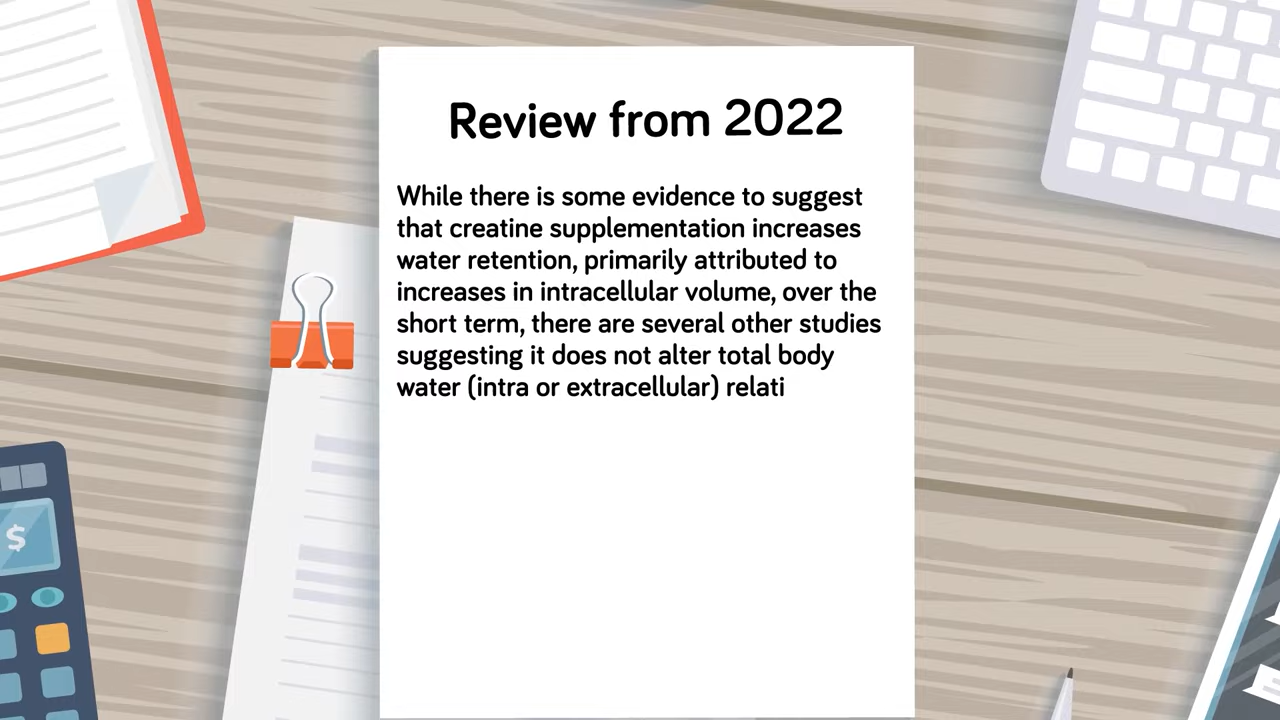 Review from 2022
While there is some evidence to suggest
that creatine supplementation increases
water retention, primarily attributed to
increases in intracellular volume, over the
short term, there are several other studies
suggesting it does not alter total body
water (intra or extracellular) relati
$